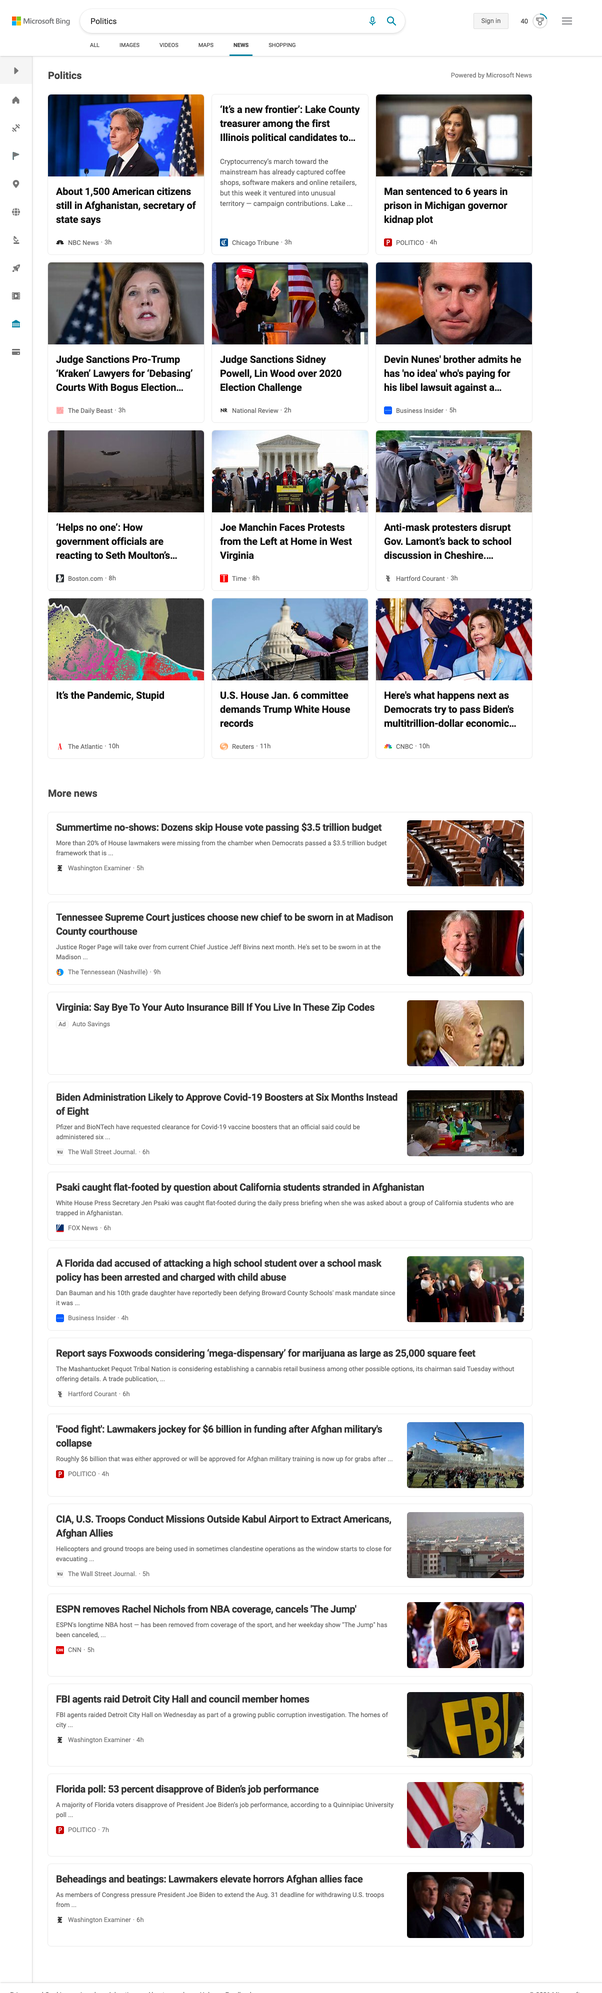 Microsoft Bing
Politics
Sign in
40
ALL
IMAGES
VIDEOS
MAPS
NEWS
SHOPPING
Politics
Powered by Microsoft News
About 1,500 American citizens
still in Afghanistan, secretary of
state says
NBC News · 3h
'It's a new frontier': Lake County
treasurer among the first
Illinois political candidates to...
Cryptocurrency's march toward the
mainstream has already captured coffee
shops, software makers and online retailers,
but this week it ventured into unusual
territory — campaign contributions. Lake ...
Chicago Tribune · 3h
Man sentenced to 6 years in
prison in Michigan governor
kidnap plot
POLITICO · 4h
Judge Sanctions Pro-Trump
'Kraken' Lawyers for 'Debasing'
Courts With Bogus Election...
The Daily Beast · 3h
Judge Sanctions Sidney
Powell, Lin Wood over 2020
Election Challenge
NR National Review · 2h
Devin Nunes' brother admits he
has 'no idea' who's paying for
his libel lawsuit against a...
Business Insider · 5h
'Helps no one': How
government officials are
reacting to Seth Moulton's...
Boston.com · 8h
Joe Manchin Faces Protests
from the Left at Home in West
Virginia
Time · 8h
Anti-mask protesters disrupt
Gov. Lamont's back to school
discussion in Cheshire....
Hartford Courant · 3h
It's the Pandemic, Stupid
The Atlantic · 10h
U.S. House Jan. 6 committee
demands Trump White House
records
Reuters · 11h
Here's what happens next as
Democrats try to pass Biden's
multitrillion-dollar economic...
CNBC · 10h
More news
Summertime no-shows: Dozens skip House vote passing $3.5 trillion budget
More than 20% of House lawmakers were missing from the chamber when Democrats passed a $3.5 trillion budget
framework that is ...
Washington Examiner · 5h
Tennessee Supreme Court justices choose new chief to be sworn in at Madison
County courthouse
Justice Roger Page will take over from current Chief Justice Jeff Bivins next month. He's set to be sworn in at the
Madison ...
The Tennessean (Nashville) · 9h
Virginia: Say Bye To Your Auto Insurance Bill If You Live In These Zip Codes
Ad Auto Savings
Biden Administration Likely to Approve Covid-19 Boosters at Six Months Instead
of Eight
Pfizer and BioNTech have requested clearance for Covid-19 vaccine boosters that an official said could be
administered six ...
The Wall Street Journal. · 6h
Psaki caught flat-footed by question about California students stranded in Afghanistan
White House Press Secretary Jen Psaki was caught flat-footed during the daily press briefing when she was asked about a group of California students who are
trapped in Afghanistan.
FOX News · 6h
A Florida dad accused of attacking a high school student over a school mask
policy has been arrested and charged with child abuse
Dan Bauman and his 10th grade daughter have reportedly been defying Broward County Schools' mask mandate since
it was ...
Business Insider · 4h
Report says Foxwoods considering 'mega-dispensary' for marijuana as large as 25,000 square feet
The Mashantucket Pequot Tribal Nation is considering establishing a cannabis retail business among other possible options, its chairman said Tuesday without
offering details. A trade publication, ...
Hartford Courant · 6h
'Food fight': Lawmakers jockey for $6 billion in funding after Afghan military's
collapse
Roughly $6 billion that was either approved or will be approved for Afghan military training is now up for grabs after ...
POLITICO · 4h
CIA, U.S. Troops Conduct Missions Outside Kabul Airport to Extract Americans,
Afghan Allies
Helicopters and ground troops are being used in sometimes clandestine operations as the window starts to close for
evacuating ...
The Wall Street Journal. · 5h
ESPN removes Rachel Nichols from NBA coverage, cancels 'The Jump'
ESPN's longtime NBA host — has been removed from coverage of the sport, and her weekday show "The Jump" has
been canceled, ...
CNN · 5h
FBI agents raid Detroit City Hall and council member homes
FBI agents raided Detroit City Hall on Wednesday as part of a growing public corruption investigation. The homes of
city ...
Washington Examiner · 4h
FBI
Florida poll: 53 percent disapprove of Biden's job performance
A majority of Florida voters disapprove of President Joe Biden's job performance, according to a Quinnipiac University
poll ...
POLITICO · 7h
Beheadings and beatings: Lawmakers elevate horrors Afghan allies face
As members of Congress pressure President Joe Biden to extend the Aug. 31 deadline for withdrawing U.S. troops
from ...
Washington Examiner · 6h